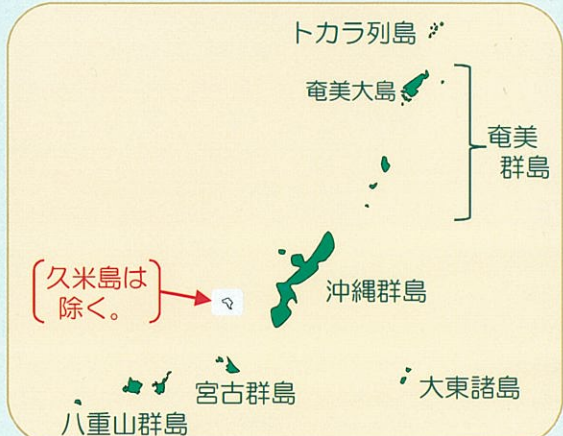 トカラ列島
奄美大島
奄美
群島
久米島は
除く。
沖縄群島
宮古群島
大東諸島
八重山群島